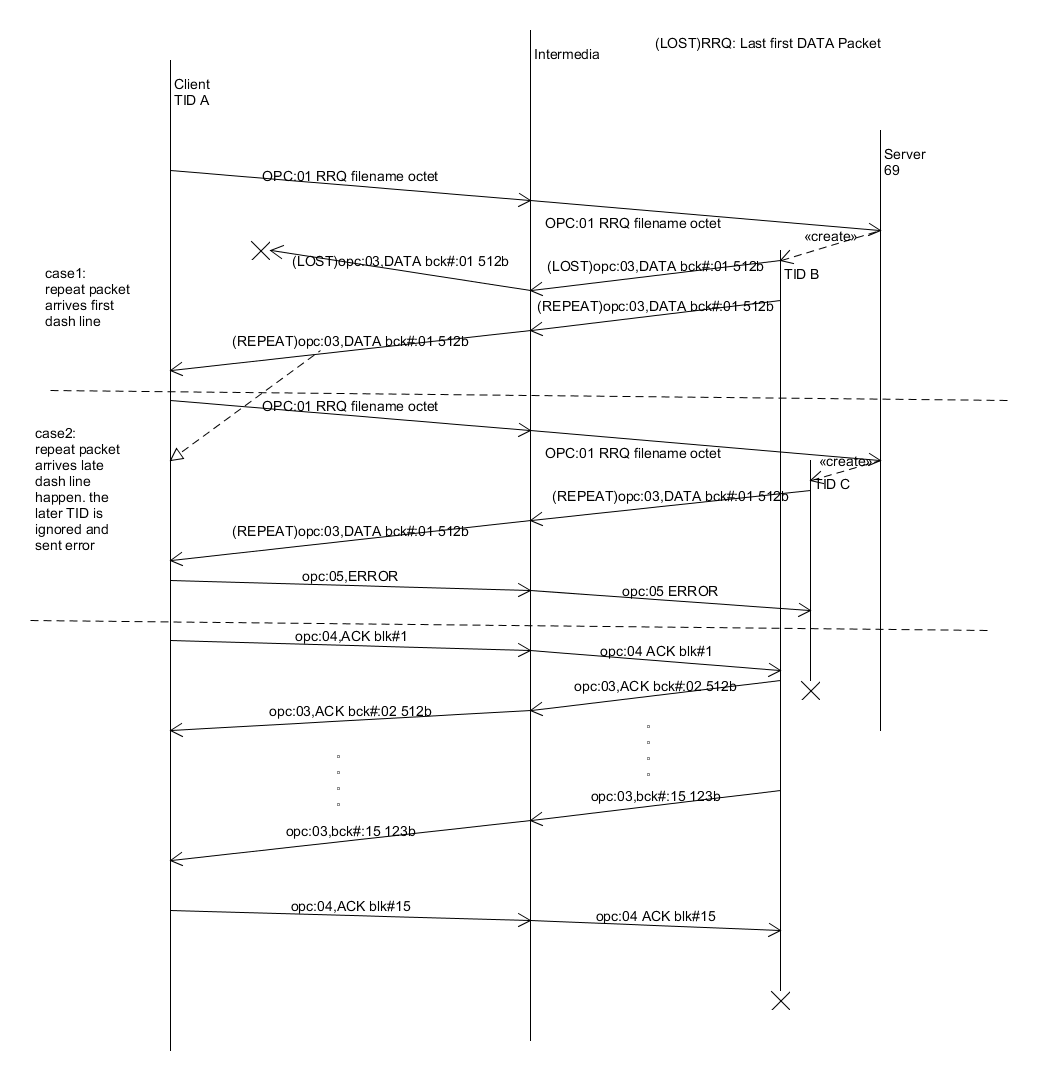 (LOST)RRQ: Last first DATA Packet
Intermedia
Client
TID A
Server
69
OPC:01 RRQ filename octet
OPC:01 RRQ filename octet
«create»
(LOST)opc:03,DATA bck#:01 512b
(LOST)opc:03,DATA bck#:01 512b
TID B
case1:
repeat packet
arrives first
dash line
(REPEAT)opc:03,DATA bck#:01 512b
(REPEAT)opc:03,DATA bck#:01 512b
OPC:01 RRQ filename octet
case2:
repeat packet
arrives late
dash line
happen. the
later TID is
ignored and
sent error
OPC:01 RRQ filename octet
«create»
TID C
(REPEAT)opc:03,DATA bck#:01 512b
(REPEAT)opc:03,DATA bck#:01 512b
opc:05,ERROR
opc:05 ERROR
opc:04,ACK blk#1
opc:04 ACK blk#1
opc:03,ACK bck#:02 512b
opc:03,ACK bck#:02 512b
opc:03,bck#:15 123b
opc:03,bck#:15 123b
opc:04,ACK blk#15
opc:04 ACK blk#15